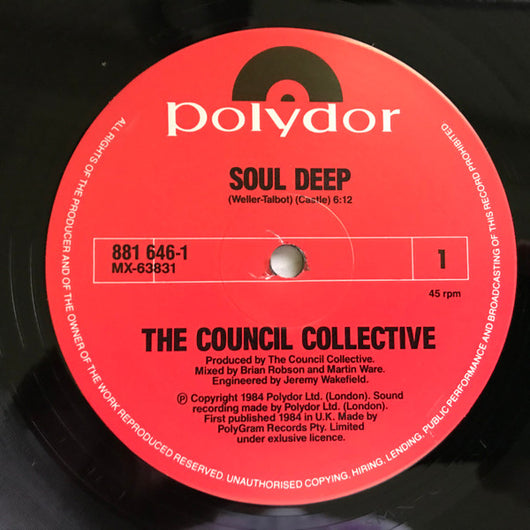 polydor
SOUL DEEP
(Weller-Talbot) (Castle) 6:12
881 646-1
MX-63831
1
45 rpm
THE COUNCIL COLLECTIVE
Produced by The Council Collective.
Mixed by Brian Robson and Martin Ware.
Engineered by Jeremy Wakefield.
℗ Copyright 1984 Polydor Ltd. (London). Sound
recording made by Polydor Ltd. (London).
First published 1984 in U.K. Made by
PolyGram Records Pty. Limited
under exlusive licence.
ALL RIGHTS OF THE PRODUCER AND OF THE OWNER OF THE WORK REPRODUCED RESERVED. UNAUTHORISED COPYING, HIRING, LENDING, PUBLIC PERFORMANCE AND BROADCASTING OF THIS RECORD PROHIBITED